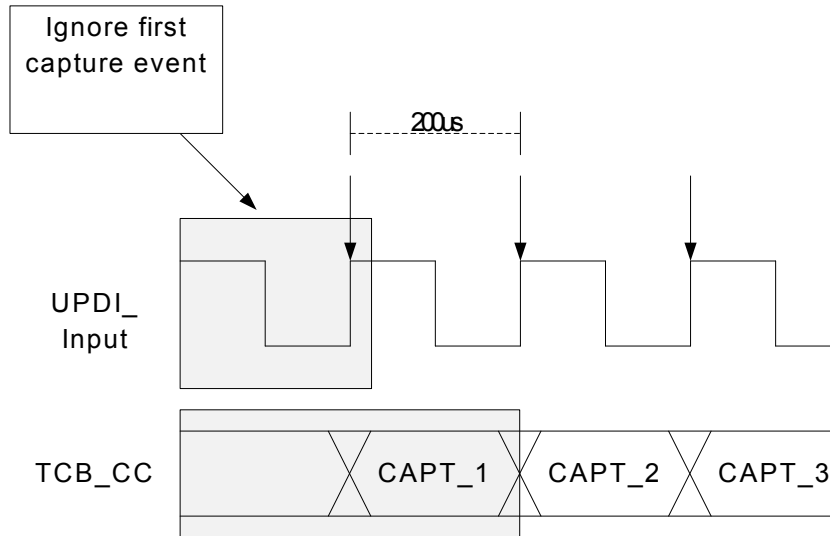 Ignore first
capture event
200us
UPDI_
Input
TCB_CC
CAPT_1
CAPT_2
CAPT_3